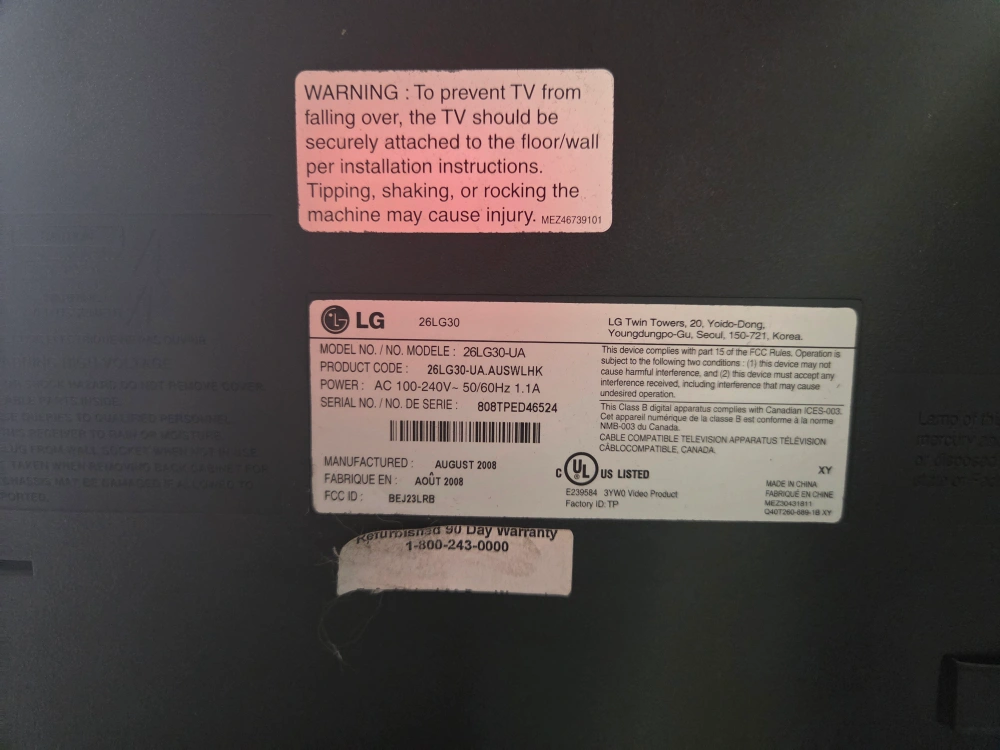 WARNING : To prevent TV from
falling over, the TV should be
securely attached to the floor/wall
per installation instructions.
Tipping, shaking, or rocking the
machine may cause injury. MEZ46739101
LG 26LG30
LG Twin Towers, 20, Yoido-Dong,
Youngdungpo-Gu, Seoul, 150-721, Korea.
MODEL NO. / NO. MODELE : 26LG30-UA
PRODUCT CODE : 26LG30-UA.AUSWLHK
POWER : AC 100-240V~ 50/60Hz 1.1A
SERIAL NO. / NO. DE SERIE : 808TPED46524
MANUFACTURED : AUGUST 2008
FABRIQUE EN : AOÛT 2008
FCC ID : BEJ23LRB
This device complies with part 15 of the FCC Rules. Operation is
subject to the following two conditions : (1) this device may not
cause harmful interference, and (2) this device must accept any
interference received, including interference that may cause
undesired operation.
This Class B digital apparatus complies with Canadian ICES-003.
Cet appareil numérique de la classe B est conforme à la norme
NMB-003 du Canada.
CABLE COMPATIBLE TELEVISION APPARATUS TÉLÉVISION
CÂBLOCOMPATIBLE, CANADA.
C UL US LISTED
E239584 3YW0 Video Product
Factory ID: TP
XY
MADE IN CHINA
FABRIQUÉ EN CHINE
MEZ30431811
Q40T260-689-1B XY
Refurbished 90 Day Warranty
1-800-243-0000